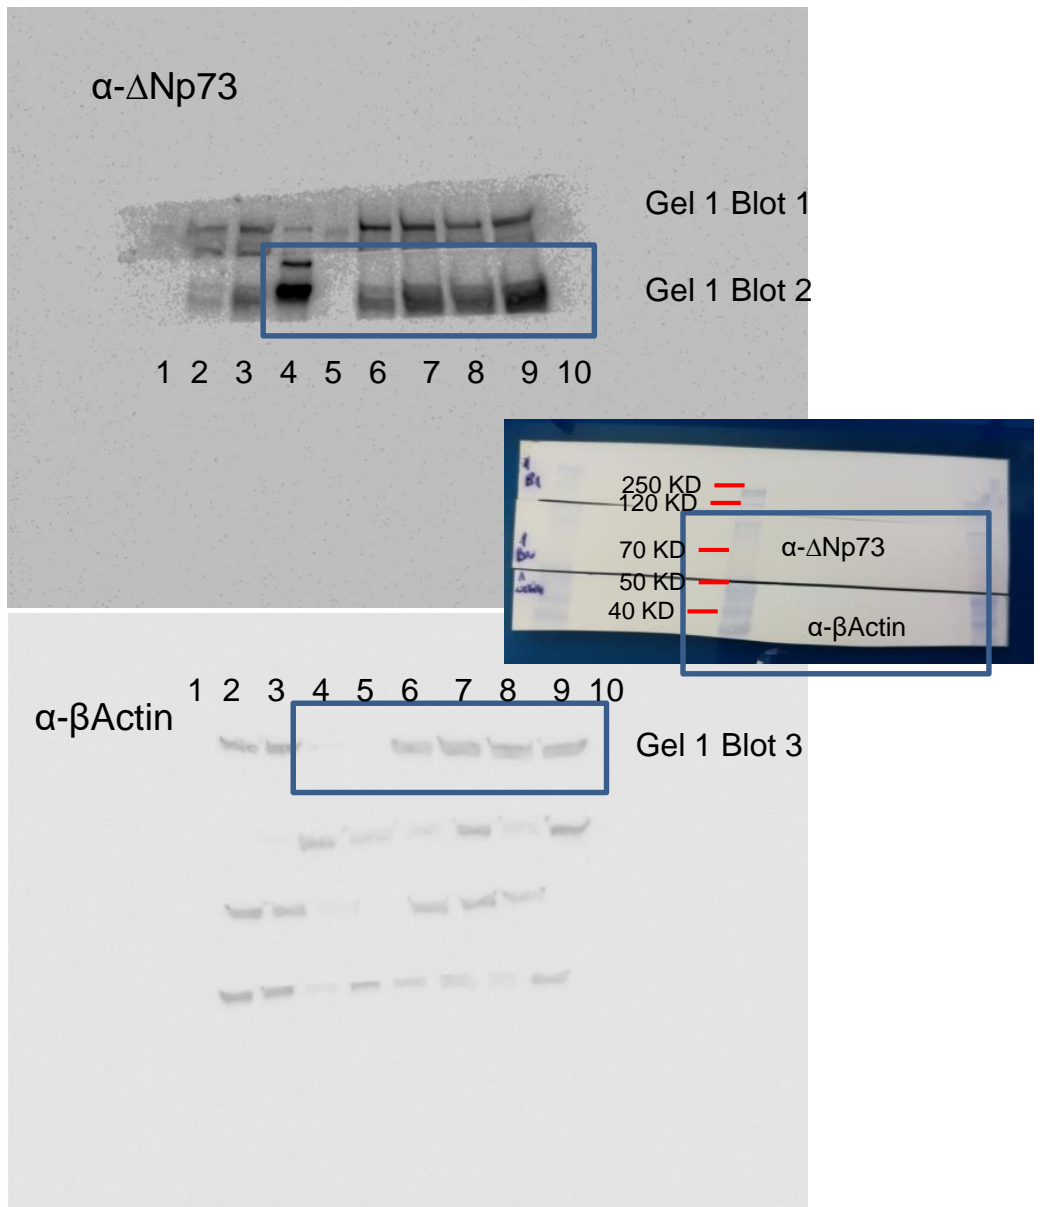 α-ΔNp73
Gel 1 Blot 1
Gel 1 Blot 2
1 2 3 4 5 6 7 8 9 10
250 KD
120 KD
70 KD
α-ΔNp73
50 KD
40 KD
α-βActin
1 2 3 4 5 6 7 8 9 10
α-βActin
Gel 1 Blot 3